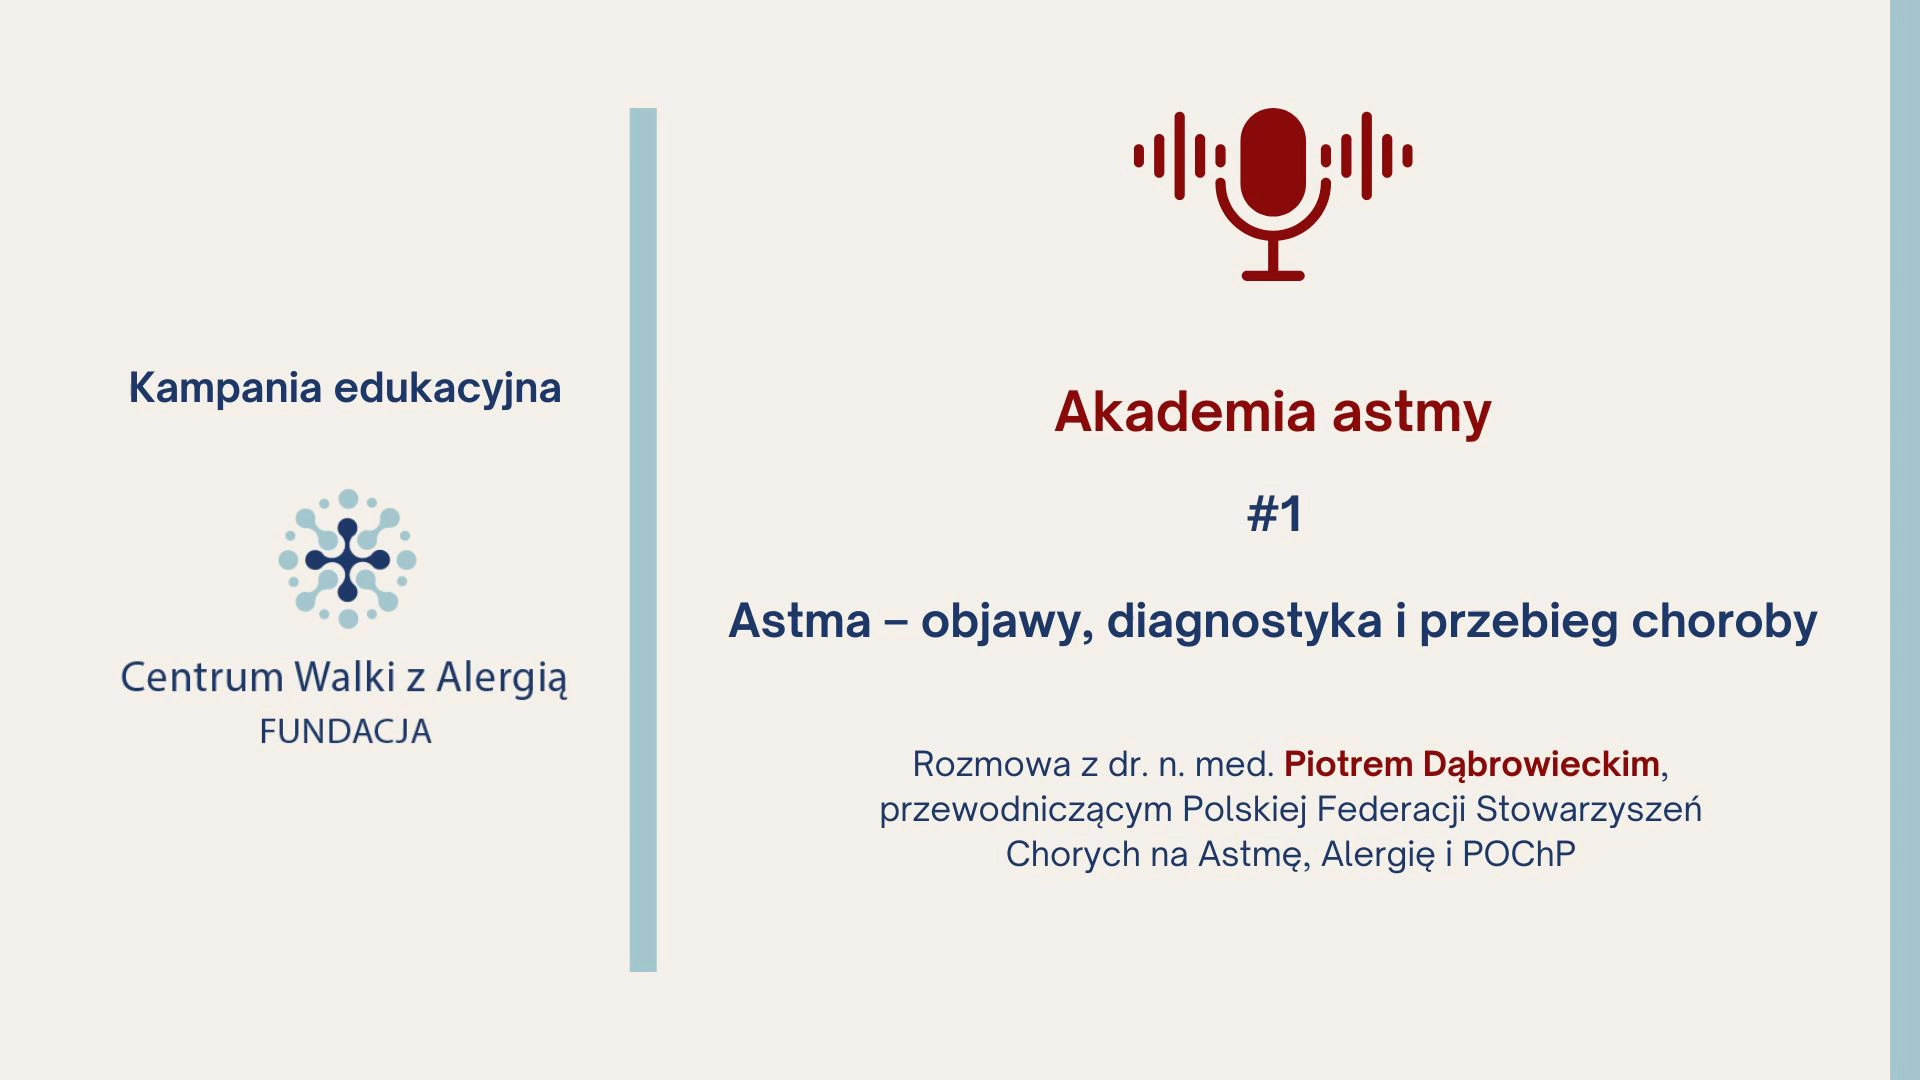 Kampania edukacyjna
Centrum Walki z Alergią
FUNDACJA
Akademia astmy
#1
Astma – objawy, diagnostyka i przebieg choroby
Rozmowa z dr. n. med. Piotrem Dąbrowieckim,
przewodniczącym Polskiej Federacji Stowarzyszeń
Chorych na Astmę, Alergię i POChP